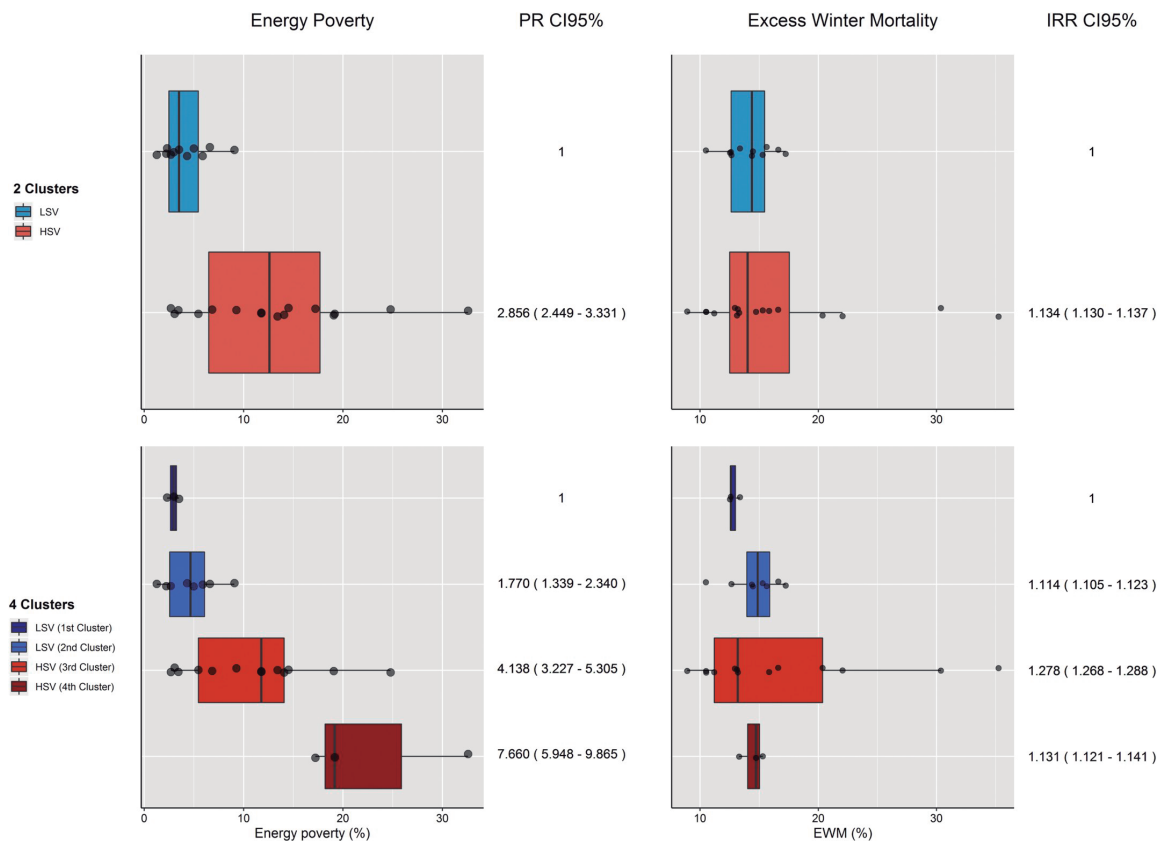 Energy Poverty
PR CI95%
Excess Winter Mortality
IRR CI95%
2 Clusters
LSV
HSV
1
2.856 ( 2.449 - 3.331 )
1
1.134 ( 1.130 - 1.137 )
0 10 20 30
10 20 30
4 Clusters
LSV (1st Cluster)
LSV (2nd Cluster)
HSV (3rd Cluster)
HSV (4th Cluster)
1
1.770 ( 1.339 - 2.340 )
4.138 ( 3.227 - 5.305 )
7.660 ( 5.948 - 9.865 )
1
1.114 ( 1.105 - 1.123 )
1.278 ( 1.268 - 1.288 )
1.131 ( 1.121 - 1.141 )
0 10 20 30
Energy poverty (%)
10 20 30
EWM (%)